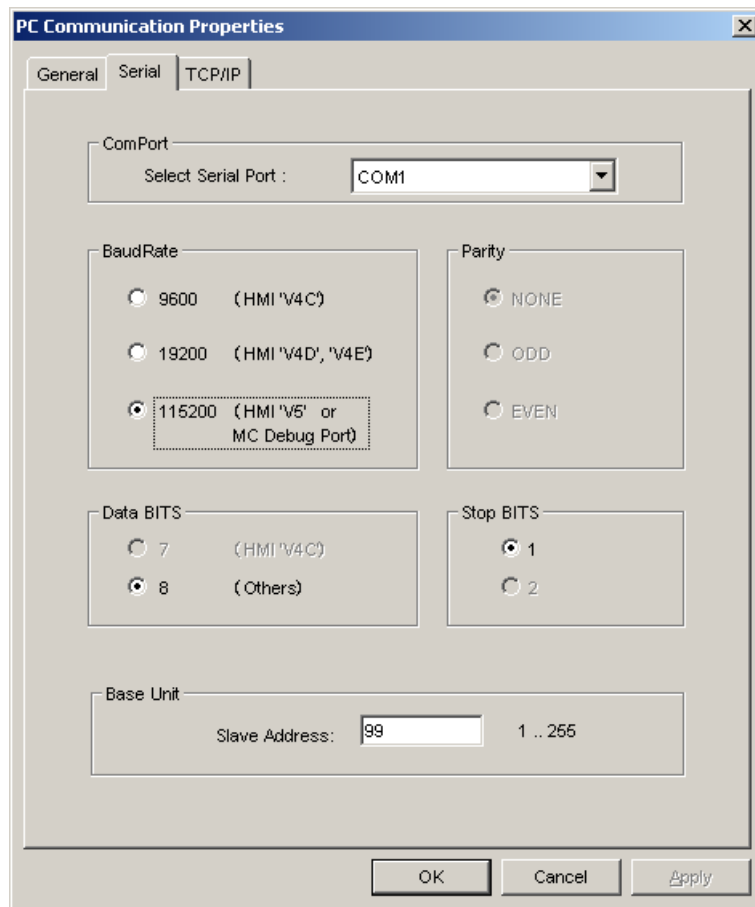 PC Communication Properties
General Serial TCP/IP
ComPort
Select Serial Port : COM1
BaudRate
9600 (HMI 'V4C')
19200 (HMI 'V4D', 'V4E')
115200 (HMI 'V5' or
MC Debug Port)
Parity
NONE
ODD
EVEN
Data BITS
7 (HMI 'V4C')
8 (Others)
Stop BITS
1
2
Base Unit
Slave Address: 99 1 .. 255
OK Cancel Apply